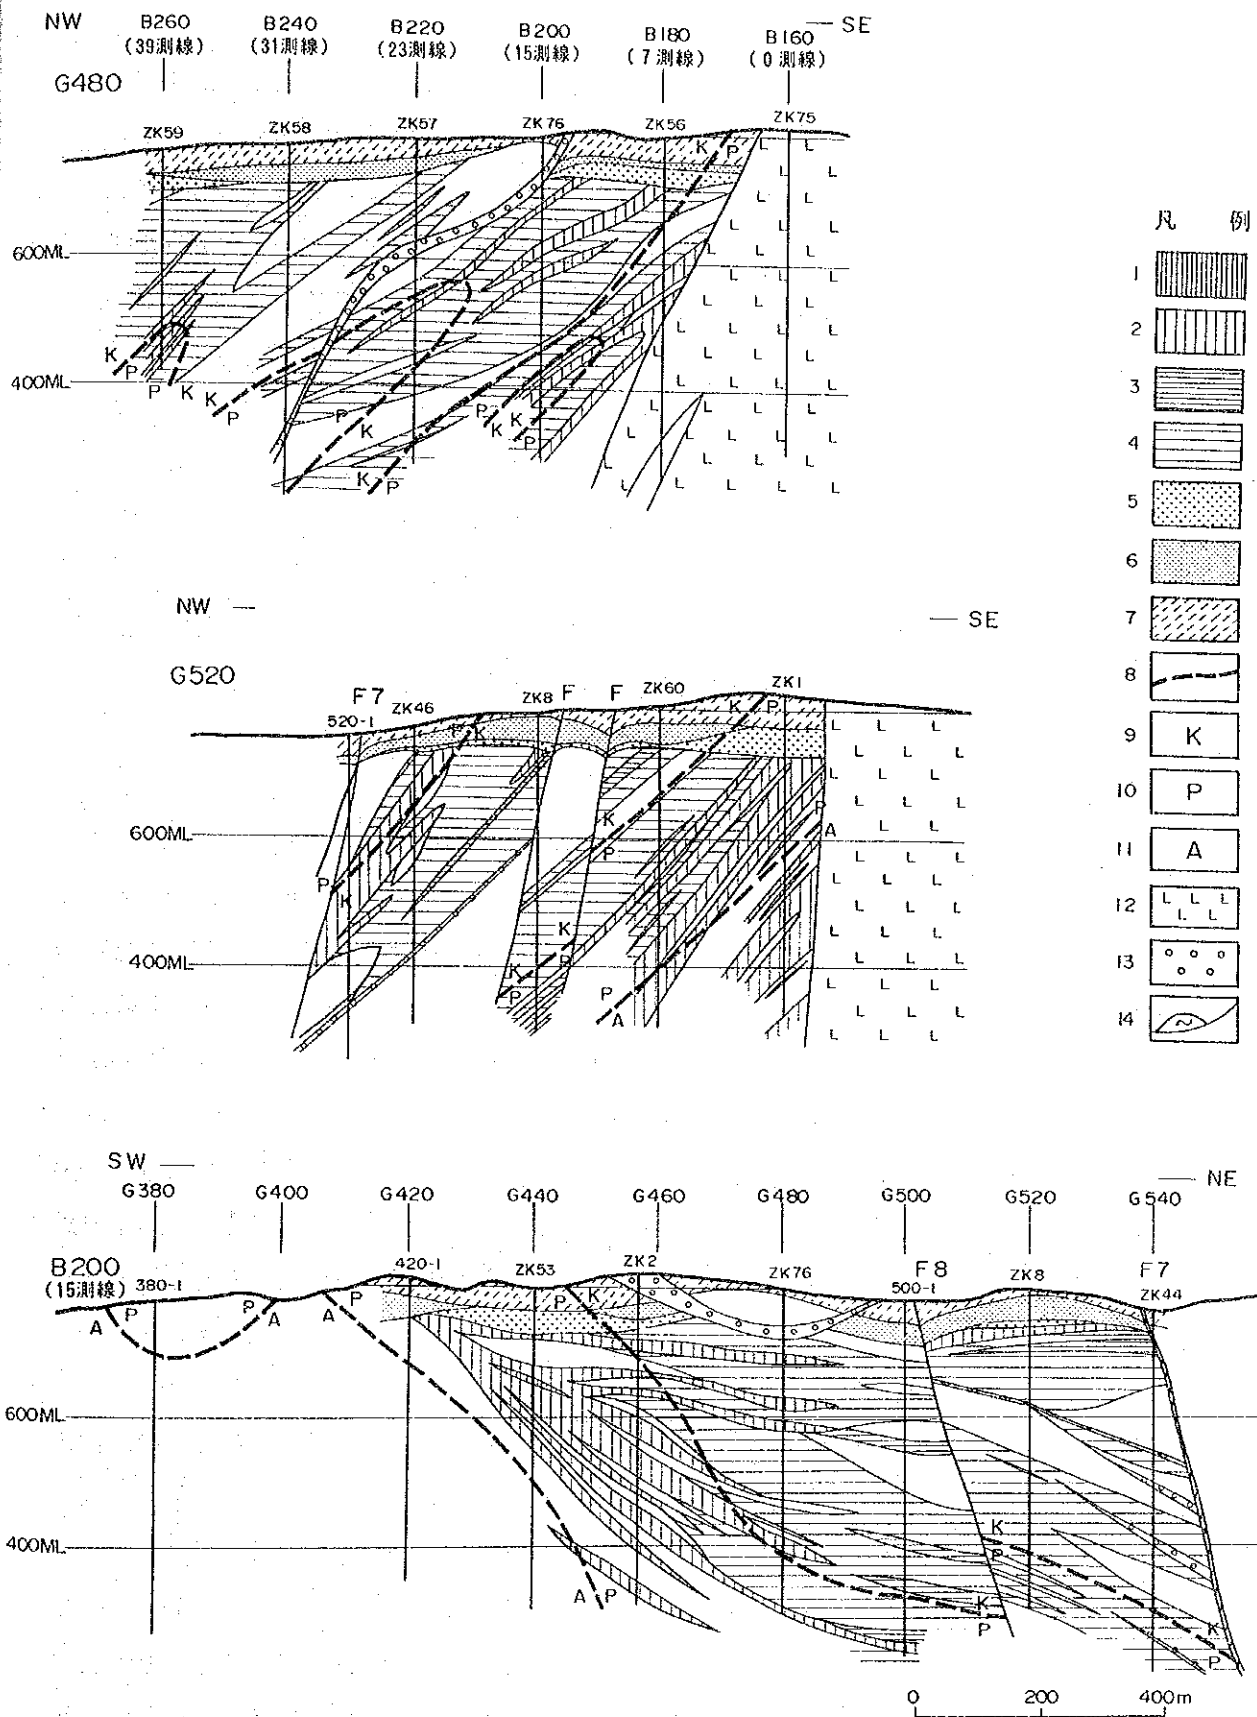 NW B260 B240 B220 B200 B180 B160 SE
(39測線) (31測線) (23測線) (15測線) (7測線) (0測線)
G480
ZK59 ZK58 ZK57 ZK76 ZK56 ZK75
K P L L
600ML
400ML
K P P K K P
P K
K P
P K K P
凡 例
1
2
3
4
5
6
7
8
9 K
10 P
11 A
12 L L L L L
13
14 ~
NW SE
G520
F7 ZK46 ZK8 F F ZK60 ZK1
520-1
P K K P
600ML
K P P A
P K
400ML
K P K P
P A
SW NE
G380 G400 G420 G440 G460 G480 G500 G520 G540
B200 380-1 420-1 ZK53 ZK2 ZK76 F8 500-1 ZK8 F7 ZK44
(15測線)
A P P A A P P K
600ML
400ML
K P
A P K P K P
0 200 400m